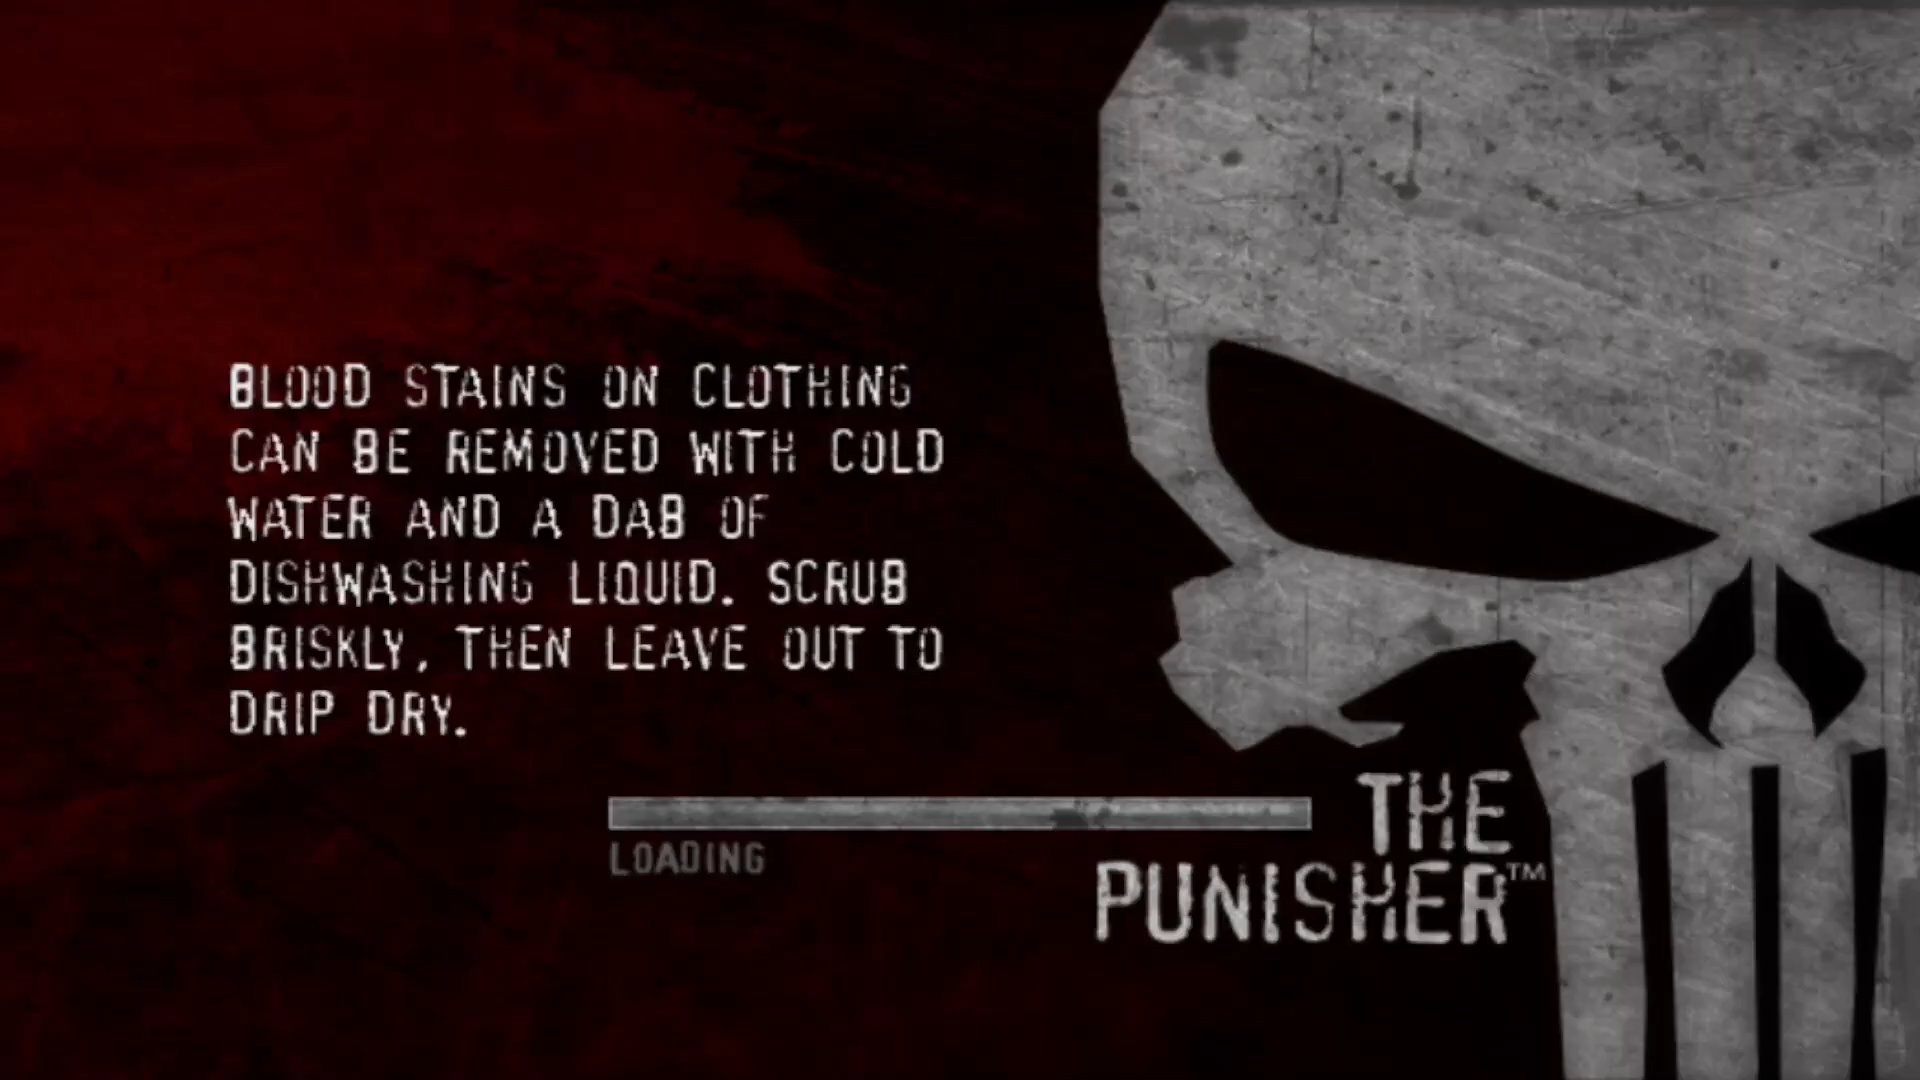 BLOOD STAINS ON CLOTHING
CAN BE REMOVED WITH COLD
WATER AND A DAB OF
DISHWASHING LIQUID. SCRUB
BRISKLY, THEN LEAVE OUT TO
DRIP DRY.
LOADING
THE
PUNISHER™